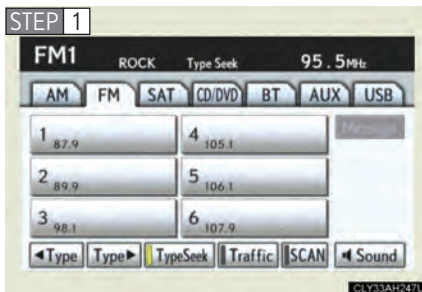 STEP 1
FM1 ROCK Type Seek 95.5MHz
AM FM SAT CD/DVD BT AUX USB
1 87.9 4 105.1 Message
2 89.9 5 106.1
3 98.1 6 107.9
◄Type Type► TypeSeek Traffic SCAN Sound
CLY33AH247U